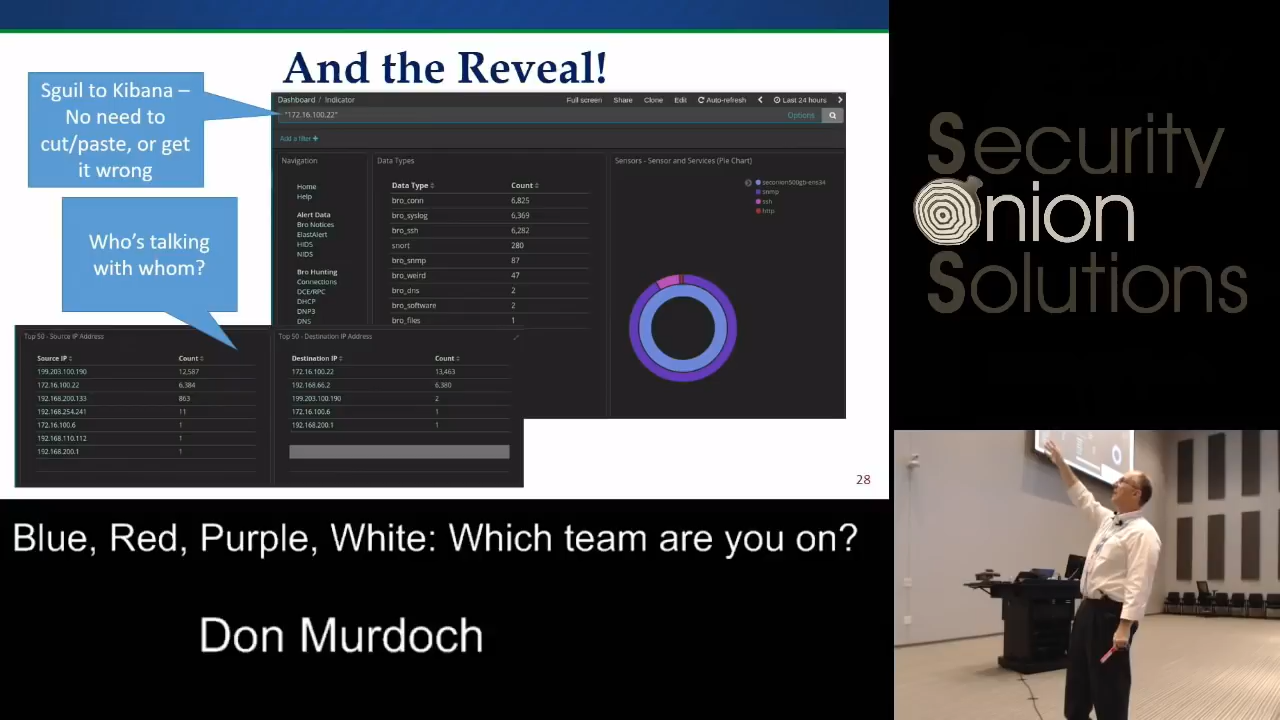 And the Reveal!
Sguil to Kibana –
No need to
cut/paste, or get
it wrong
Who's talking
with whom?
Dashboard / Indicator
Full screen Share Clone Edit Auto-refresh Last 24 hours
"172.16.100.22"
Options
Add a filter +
Navigation
Home
Help
Alert Data
Bro Notices
ElastAlert
HIDS
NIDS
Bro Hunting
Connections
DCE/RPC
DHCP
DNP3
DNS
Data Types
Data Type Count
bro_conn 6,825
bro_syslog 6,369
bro_ssh 6,282
snort 280
bro_snmp 87
bro_weird 47
bro_dns 2
bro_software 2
bro_files 1
Sensors - Sensor and Services (Pie Chart)
seconion500gb-ens34
snmp
ssh
http
Top 50 - Source IP Address
Source IP Count
199.203.100.190 12,587
172.16.100.22 6,384
192.168.200.133 863
192.168.254.241 11
172.16.100.6 1
192.168.110.112 1
192.168.200.1 1
Top 50 - Destination IP Address
Destination IP Count
172.16.100.22 13,463
192.168.66.2 6,380
199.203.100.190 2
172.16.100.6 1
192.168.200.1 1
28
Security
Onion
Solutions
Blue, Red, Purple, White: Which team are you on?
Don Murdoch